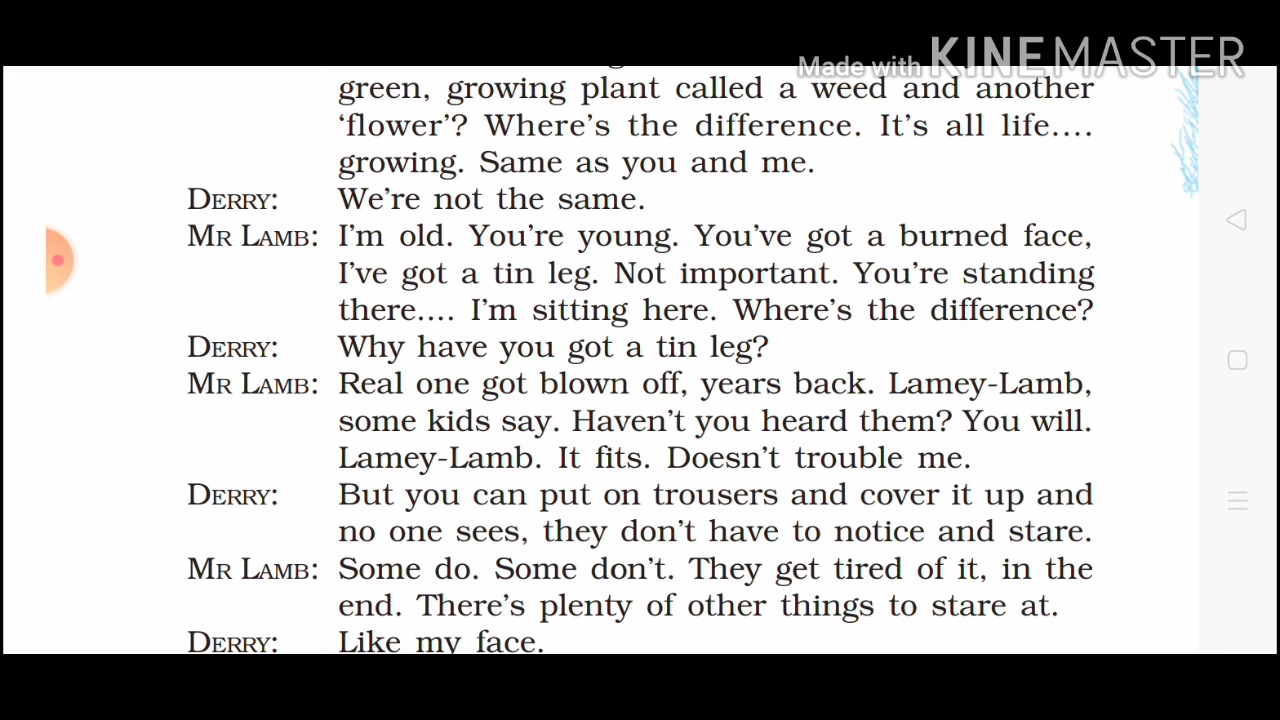 Made with KINEMASTER
green, growing plant called a weed and another
‘flower’? Where’s the difference. It’s all life....
growing. Same as you and me.
DERRY: We’re not the same.
MR LAMB: I’m old. You’re young. You’ve got a burned face,
I’ve got a tin leg. Not important. You’re standing
there.... I’m sitting here. Where’s the difference?
DERRY: Why have you got a tin leg?
MR LAMB: Real one got blown off, years back. Lamey-Lamb,
some kids say. Haven’t you heard them? You will.
Lamey-Lamb. It fits. Doesn’t trouble me.
DERRY: But you can put on trousers and cover it up and
no one sees, they don’t have to notice and stare.
MR LAMB: Some do. Some don’t. They get tired of it, in the
end. There’s plenty of other things to stare at.
DERRY: Like my face.